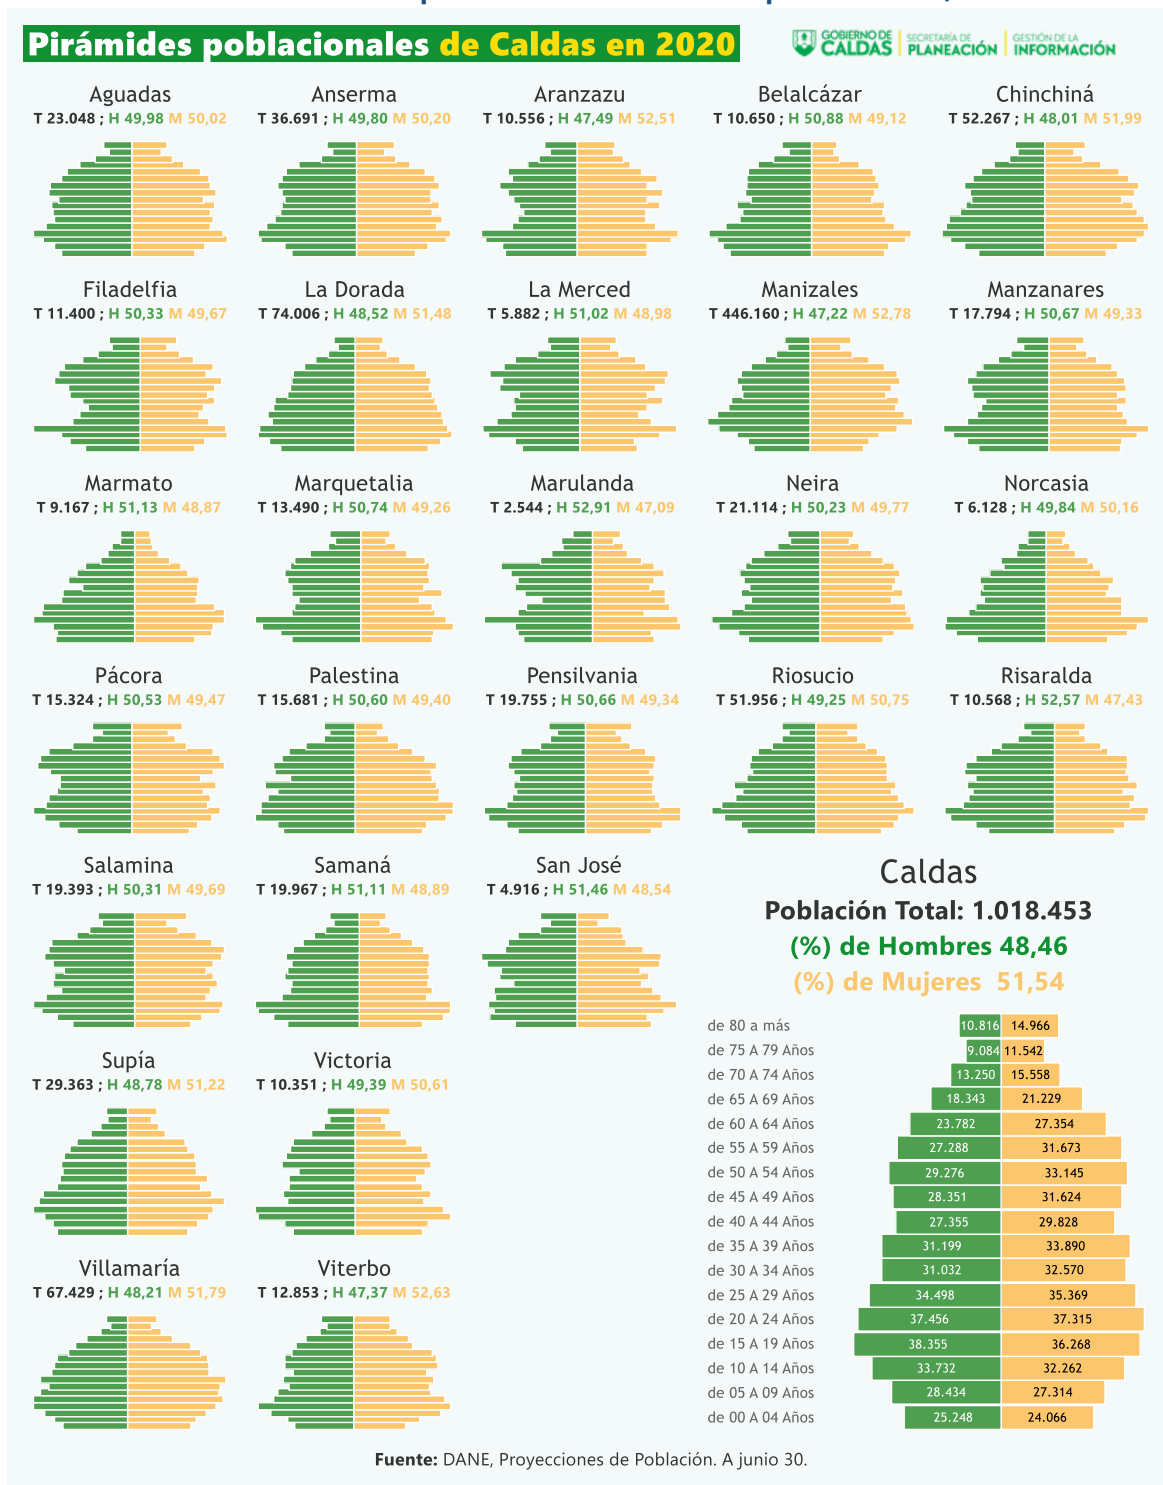 Pirámides poblacionales de Caldas en 2020
GOBIERNO DE CALDAS
SECRETARÍA DE PLANEACIÓN
GESTIÓN DE LA INFORMACIÓN
Aguadas
T 23.048 ; H 49,98 M 50,02
Anserma
T 36.691 ; H 49,80 M 50,20
Aranzazu
T 10.556 ; H 47,49 M 52,51
Belalcázar
T 10.650 ; H 50,88 M 49,12
Chinchiná
T 52.267 ; H 48,01 M 51,99
Filadelfia
T 11.400 ; H 50,33 M 49,67
La Dorada
T 74.006 ; H 48,52 M 51,48
La Merced
T 5.882 ; H 51,02 M 48,98
Manizales
T 446.160 ; H 47,22 M 52,78
Manzanares
T 17.794 ; H 50,67 M 49,33
Marmato
T 9.167 ; H 51,13 M 48,87
Marquetalia
T 13.490 ; H 50,74 M 49,26
Marulanda
T 2.544 ; H 52,91 M 47,09
Neira
T 21.114 ; H 50,23 M 49,77
Norcasia
T 6.128 ; H 49,84 M 50,16
Pácora
T 15.324 ; H 50,53 M 49,47
Palestina
T 15.681 ; H 50,60 M 49,40
Pensilvania
T 19.755 ; H 50,66 M 49,34
Riosucio
T 51.956 ; H 49,25 M 50,75
Risaralda
T 10.568 ; H 52,57 M 47,43
Salamina
T 19.393 ; H 50,31 M 49,69
Samaná
T 19.967 ; H 51,11 M 48,89
San José
T 4.916 ; H 51,46 M 48,54
Supía
T 29.363 ; H 48,78 M 51,22
Victoria
T 10.351 ; H 49,39 M 50,61
Villamaría
T 67.429 ; H 48,21 M 51,79
Viterbo
T 12.853 ; H 47,37 M 52,63
Caldas
Población Total: 1.018.453
(%) de Hombres 48,46
(%) de Mujeres 51,54
de 80 a más 10.816 14.966
de 75 A 79 Años 9.084 11.542
de 70 A 74 Años 13.250 15.558
de 65 A 69 Años 18.343 21.229
de 60 A 64 Años 23.782 27.354
de 55 A 59 Años 27.288 31.673
de 50 A 54 Años 29.276 33.145
de 45 A 49 Años 28.351 31.624
de 40 A 44 Años 27.355 29.828
de 35 A 39 Años 31.199 33.890
de 30 A 34 Años 31.032 32.570
de 25 A 29 Años 34.498 35.369
de 20 A 24 Años 37.456 37.315
de 15 A 19 Años 38.355 36.268
de 10 A 14 Años 33.732 32.262
de 05 A 09 Años 28.434 27.314
de 00 A 04 Años 25.248 24.066
Fuente: DANE, Proyecciones de Población. A junio 30.